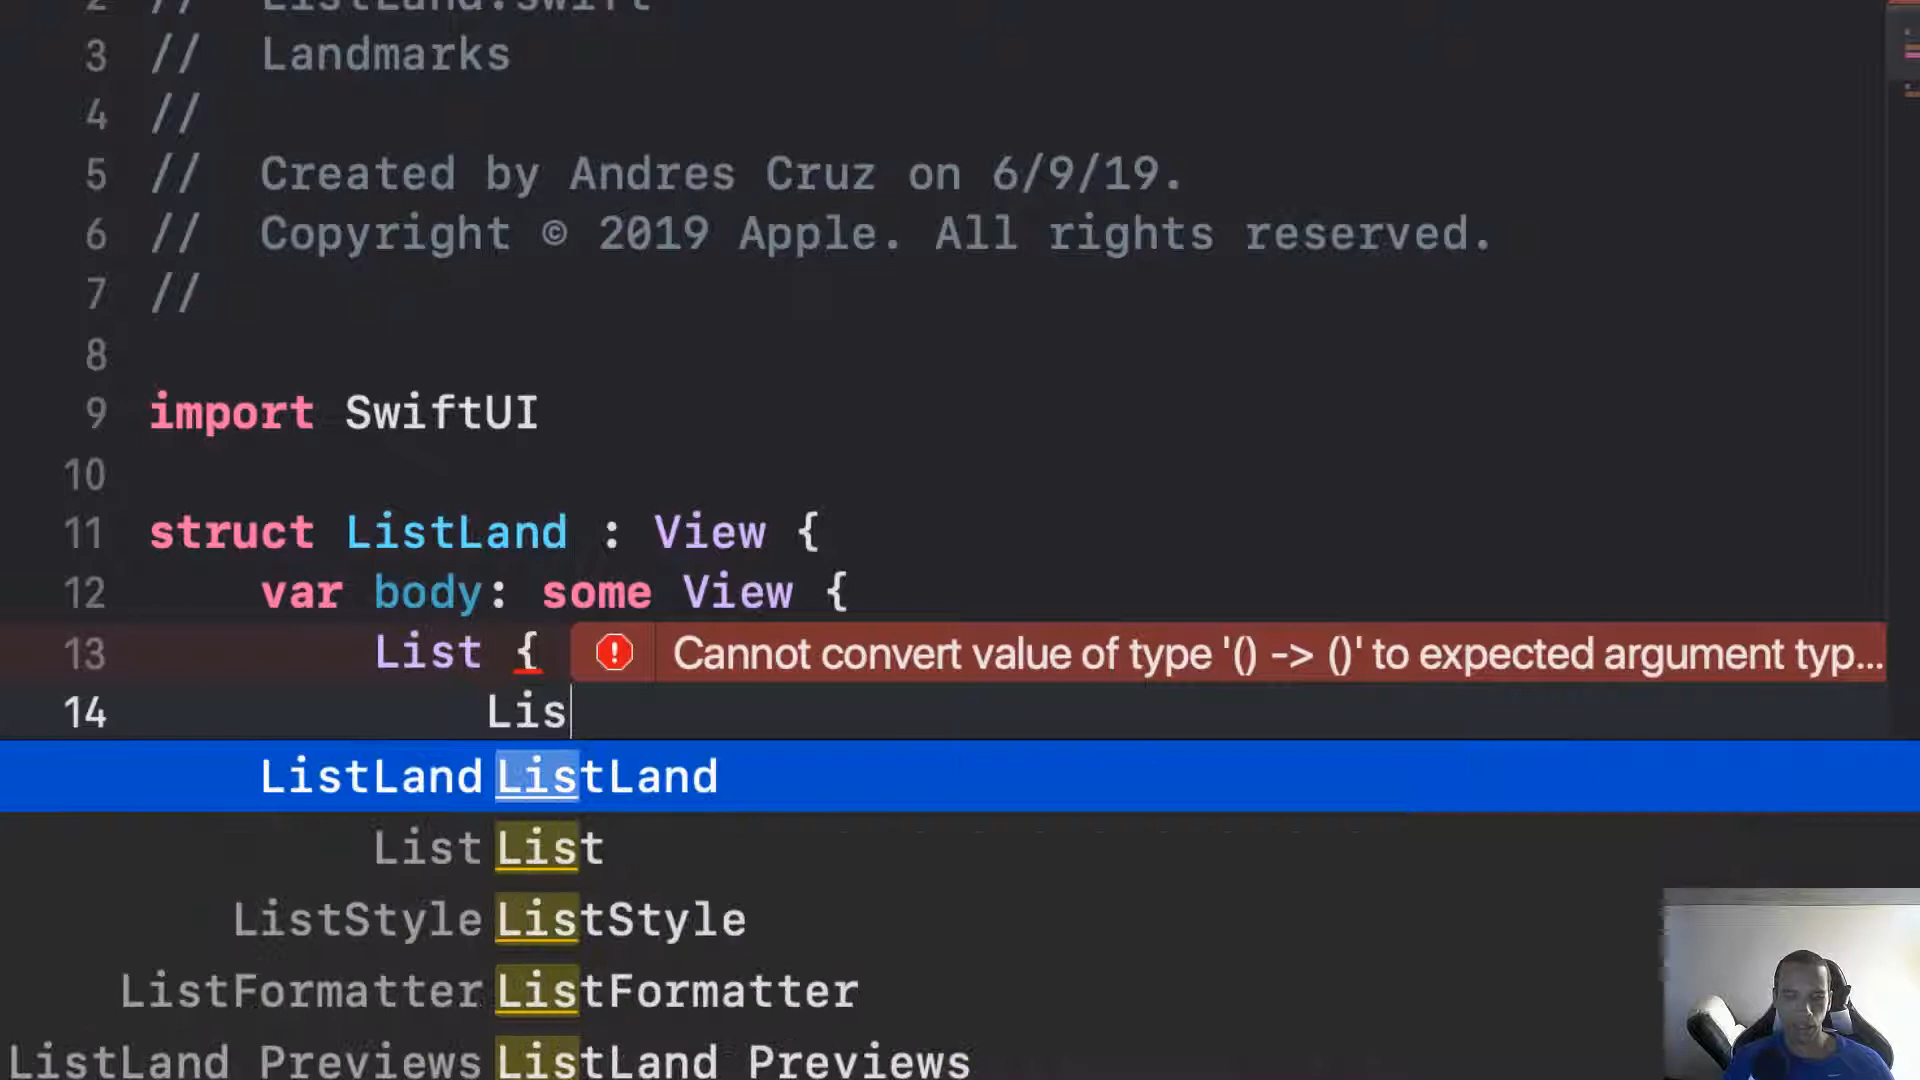 2 // ListLand.swift
3 // Landmarks
4 //
5 // Created by Andres Cruz on 6/9/19.
6 // Copyright © 2019 Apple. All rights reserved.
7 //
8
9 import SwiftUI
10
11 struct ListLand : View {
12 var body: some View {
13 List { Cannot convert value of type '() -> ()' to expected argument typ...
14 Lis
ListLand ListLand
List List
ListStyle ListStyle
ListFormatter ListFormatter
ListLand Previews ListLand Previews